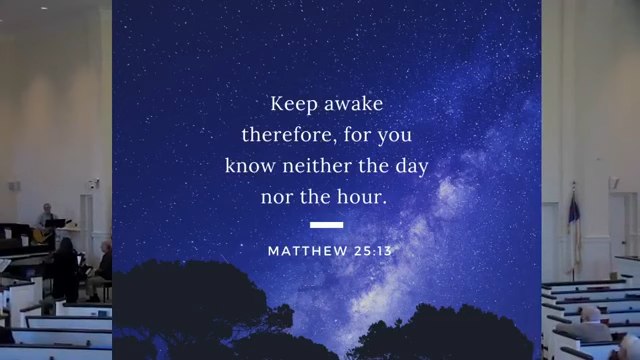 Keep awake
therefore, for you
know neither the day
nor the hour.
MATTHEW 25:13